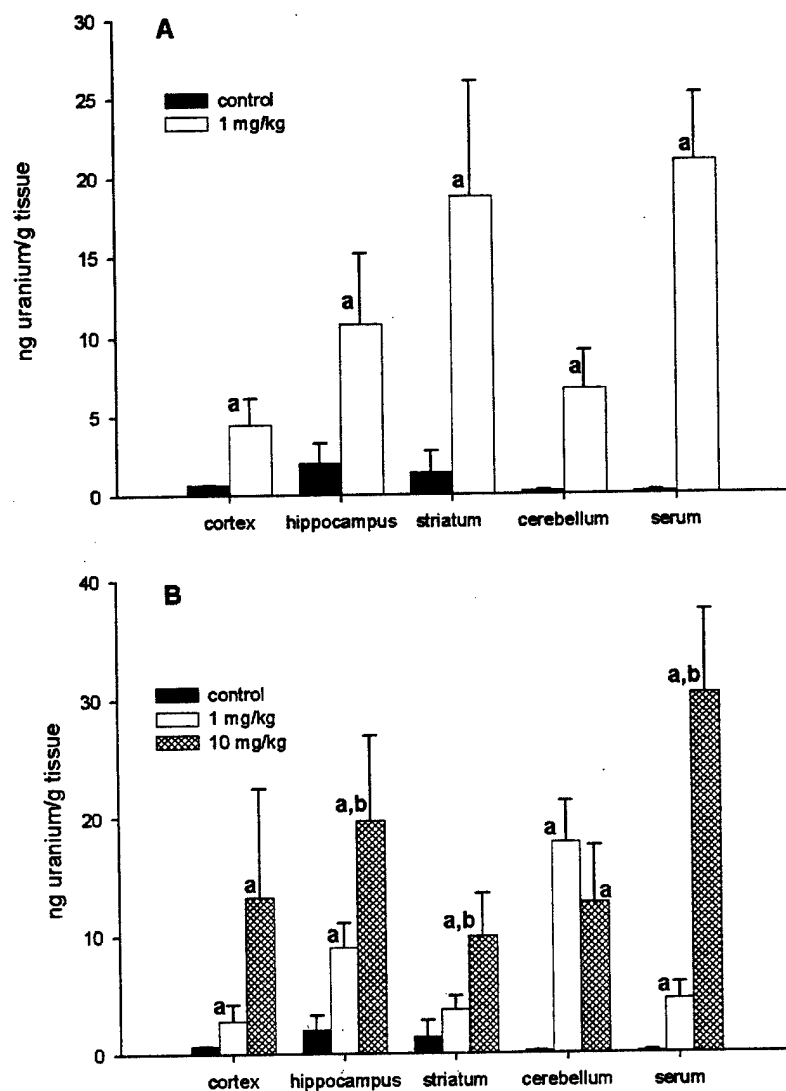 A
30
25
20
15
10
5
0
ng uranium/g tissue
control
1 mg/kg
a
a
a
a
a
cortex
hippocampus
striatum
cerebellum
serum
B
40
30
20
10
0
ng uranium/g tissue
control
1 mg/kg
10 mg/kg
a
a
a
a,b
a,b
a
a
a
a,b
cortex
hippocampus
striatum
cerebellum
serum